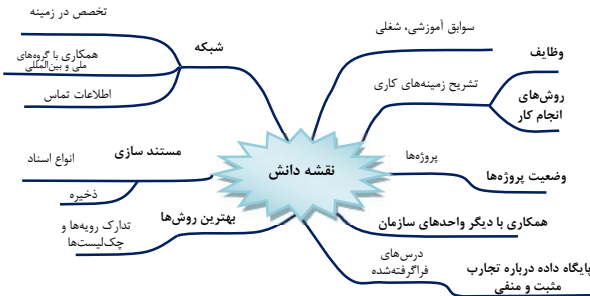 سوابق آموزشی، شغلی
وظایف
تشریح زمینه‌های کاری
روش‌های
انجام کار
پروژه‌ها
وضعیت پروژه‌ها
همکاری با دیگر واحدهای سازمان
درس‌های
فراگرفته‌شده
پایگاه داده درباره تجارب
مثبت و منفی
نقشه دانش
شبکه
تخصص در زمینه
همکاری با گروه‌های
ملی و بین‌المللی
اطلاعات تماس
مستند سازی
انواع اسناد
ذخیره
بهترین روش‌ها
تدارک رویه‌ها و
چک‌لیست‌ها